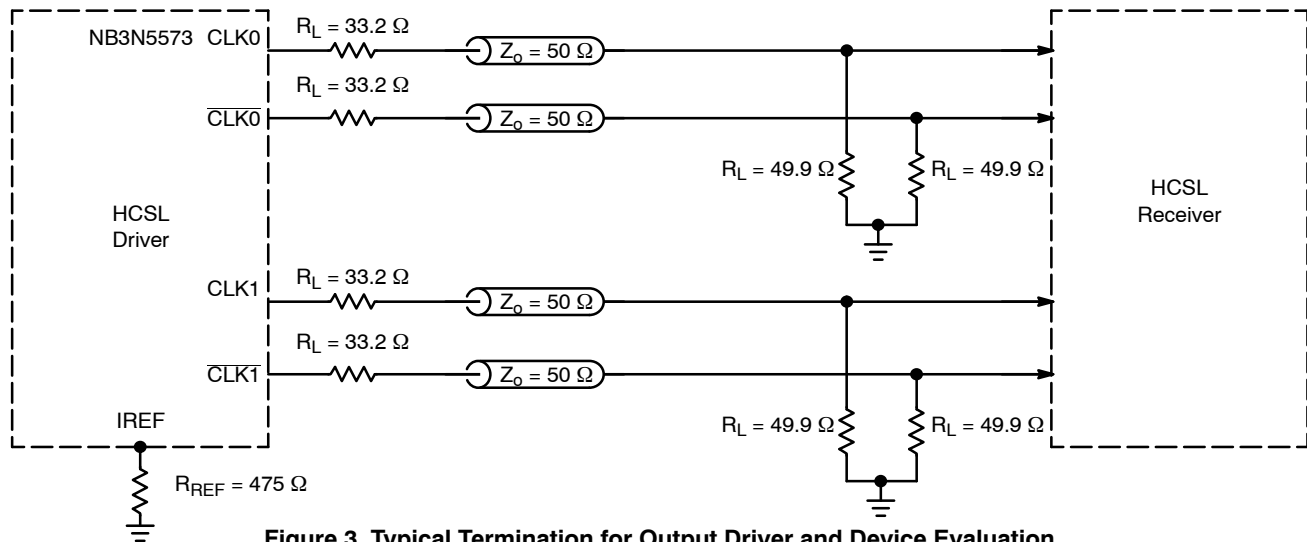 NB3N5573 CLK0
R_L = 33.2 Ω
Z_o = 50 Ω
R_L = 33.2 Ω
C̅L̅K̅0̅
Z_o = 50 Ω
R_L = 49.9 Ω
R_L = 49.9 Ω
HCSL
Driver
HCSL
Receiver
CLK1
R_L = 33.2 Ω
Z_o = 50 Ω
R_L = 33.2 Ω
C̅L̅K̅1̅
Z_o = 50 Ω
R_L = 49.9 Ω
R_L = 49.9 Ω
IREF
R_REF = 475 Ω
Figure 3. Typical Termination for Output Driver and Device Evaluation